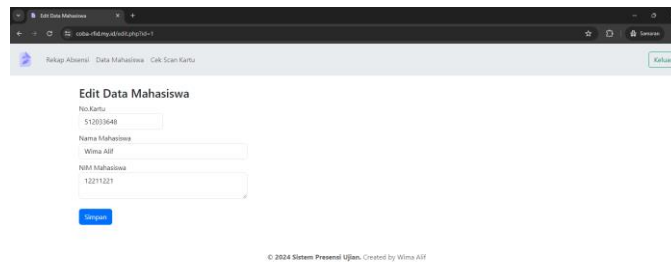 Edit Data Mahasiswa
coba-rfid.my.id/edit.php?id=1
Rekap Absensi Data Mahasiswa Cek Scan Kartu Kelua
Edit Data Mahasiswa
No.Kartu
512033648
Nama Mahasiswa
Wima Alif
NIM Mahasiswa
12211221
Simpan
© 2024 Sistem Presensi Ujian. Created by Wima Alif